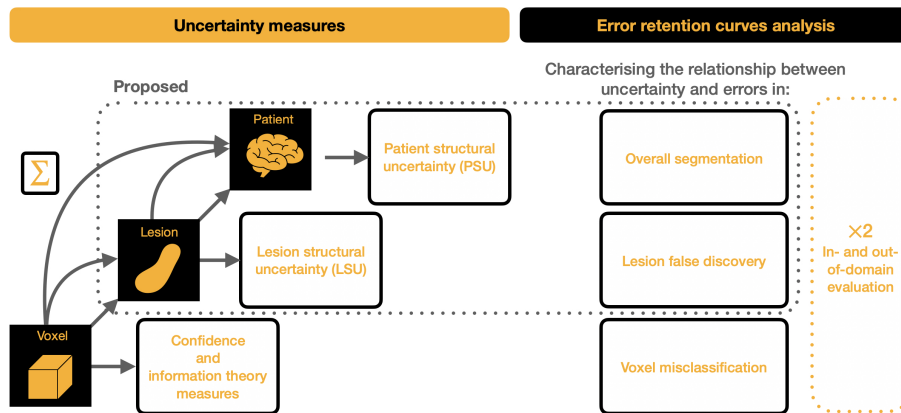 Uncertainty measures
Error retention curves analysis
Proposed
Characterising the relationship between
uncertainty and errors in:
Patient
Patient structural
uncertainty (PSU)
Overall segmentation
Σ
Lesion
Lesion structural
uncertainty (LSU)
Lesion false discovery
×2
In- and out-
of-domain
evaluation
Voxel
Confidence
and
information theory
measures
Voxel misclassification